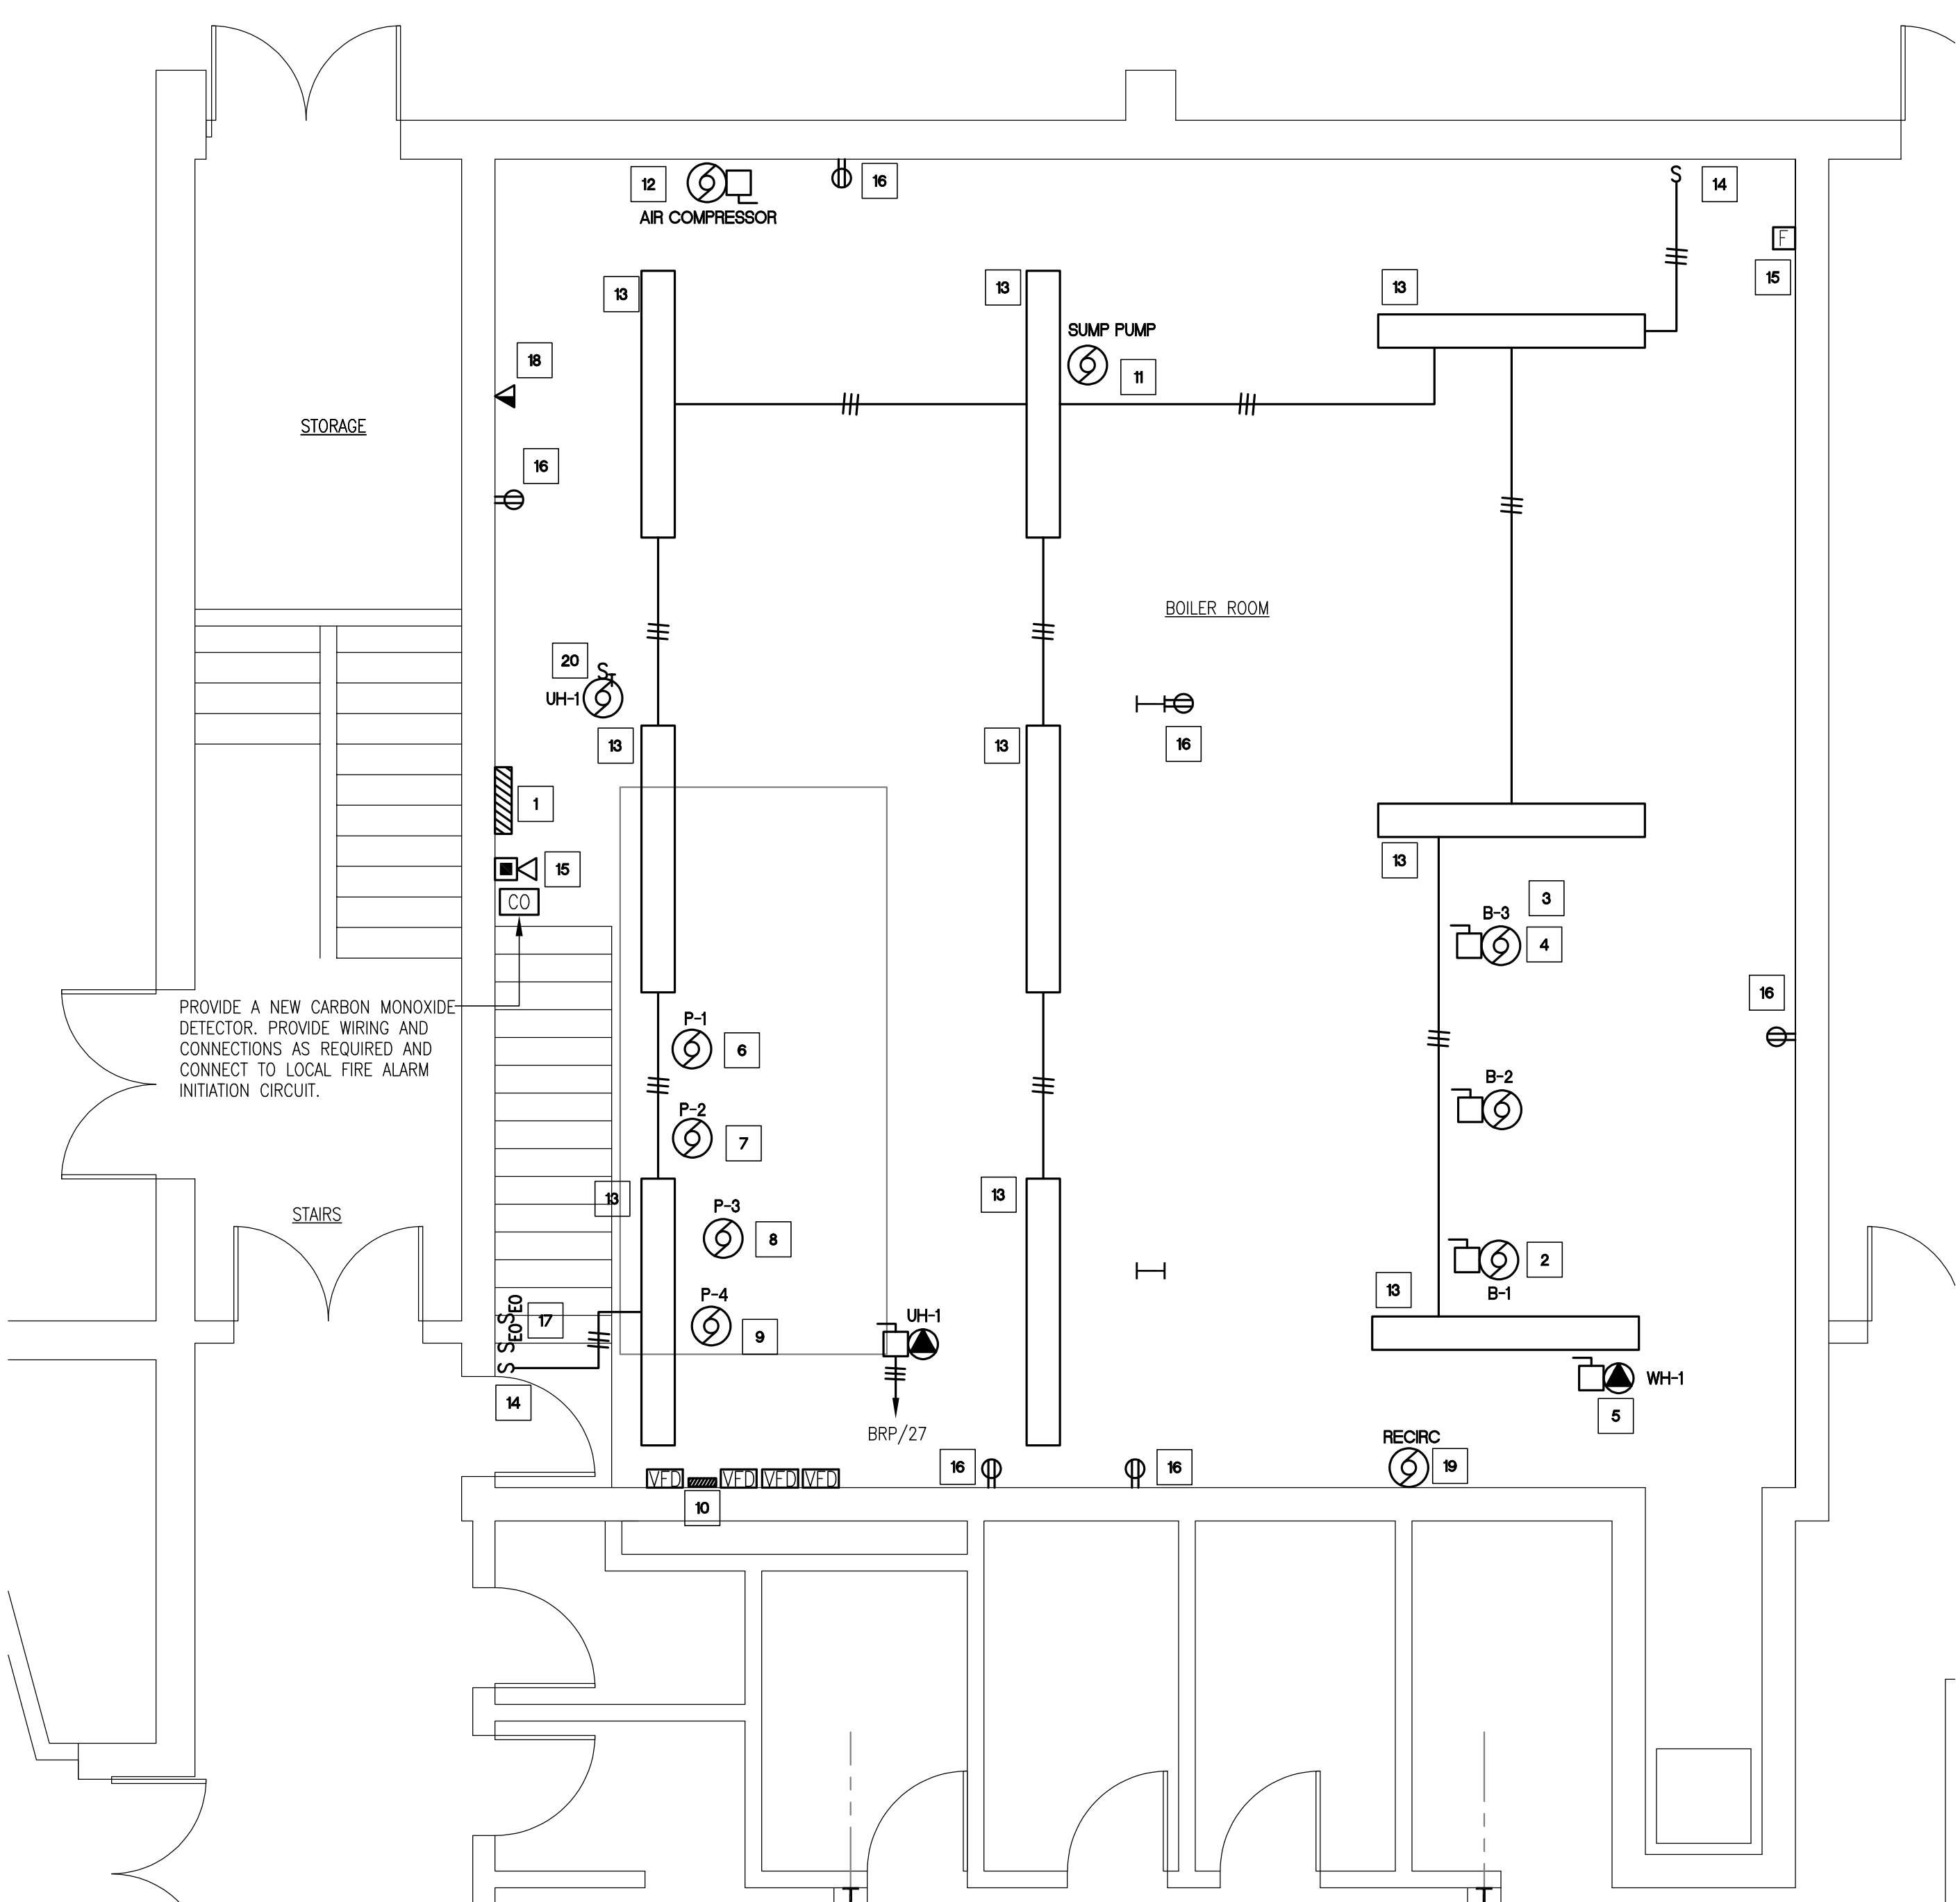 12
16
AIR COMPRESSOR
S
14
F
15
13
13
13
SUMP PUMP
11
18
STORAGE
16
BOILER ROOM
20
S T
UH-1
13
13
16
1
15
CO
13
3
B-3
4
16
PROVIDE A NEW CARBON MONOXIDE
DETECTOR. PROVIDE WIRING AND
CONNECTIONS AS REQUIRED AND
CONNECT TO LOCAL FIRE ALARM
INITIATION CIRCUIT.
P-1
6
B-2
P-2
7
13
13
STAIRS
P-3
8
2
B-1
13
P-4
9
S EO
17
S EO
S
S
UH-1
14
WH-1
5
BRP/27
RECIRC
19
16
16
VFD
VFD
VFD
VFD
10